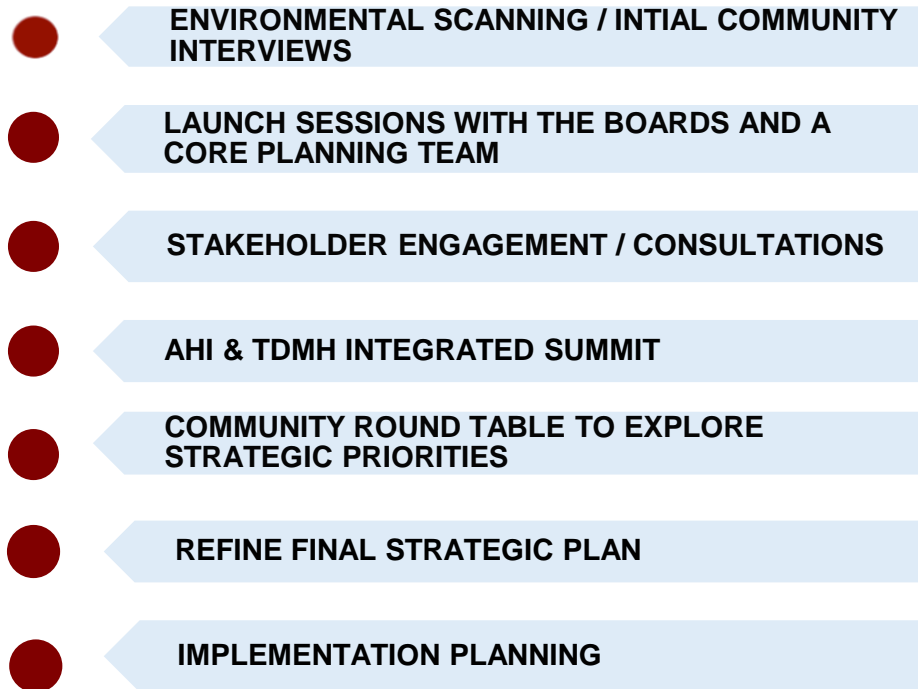 ENVIRONMENTAL SCANNING / INTIAL COMMUNITY
INTERVIEWS
LAUNCH SESSIONS WITH THE BOARDS AND A
CORE PLANNING TEAM
STAKEHOLDER ENGAGEMENT / CONSULTATIONS
AHI & TDMH INTEGRATED SUMMIT
COMMUNITY ROUND TABLE TO EXPLORE
STRATEGIC PRIORITIES
REFINE FINAL STRATEGIC PLAN
IMPLEMENTATION PLANNING